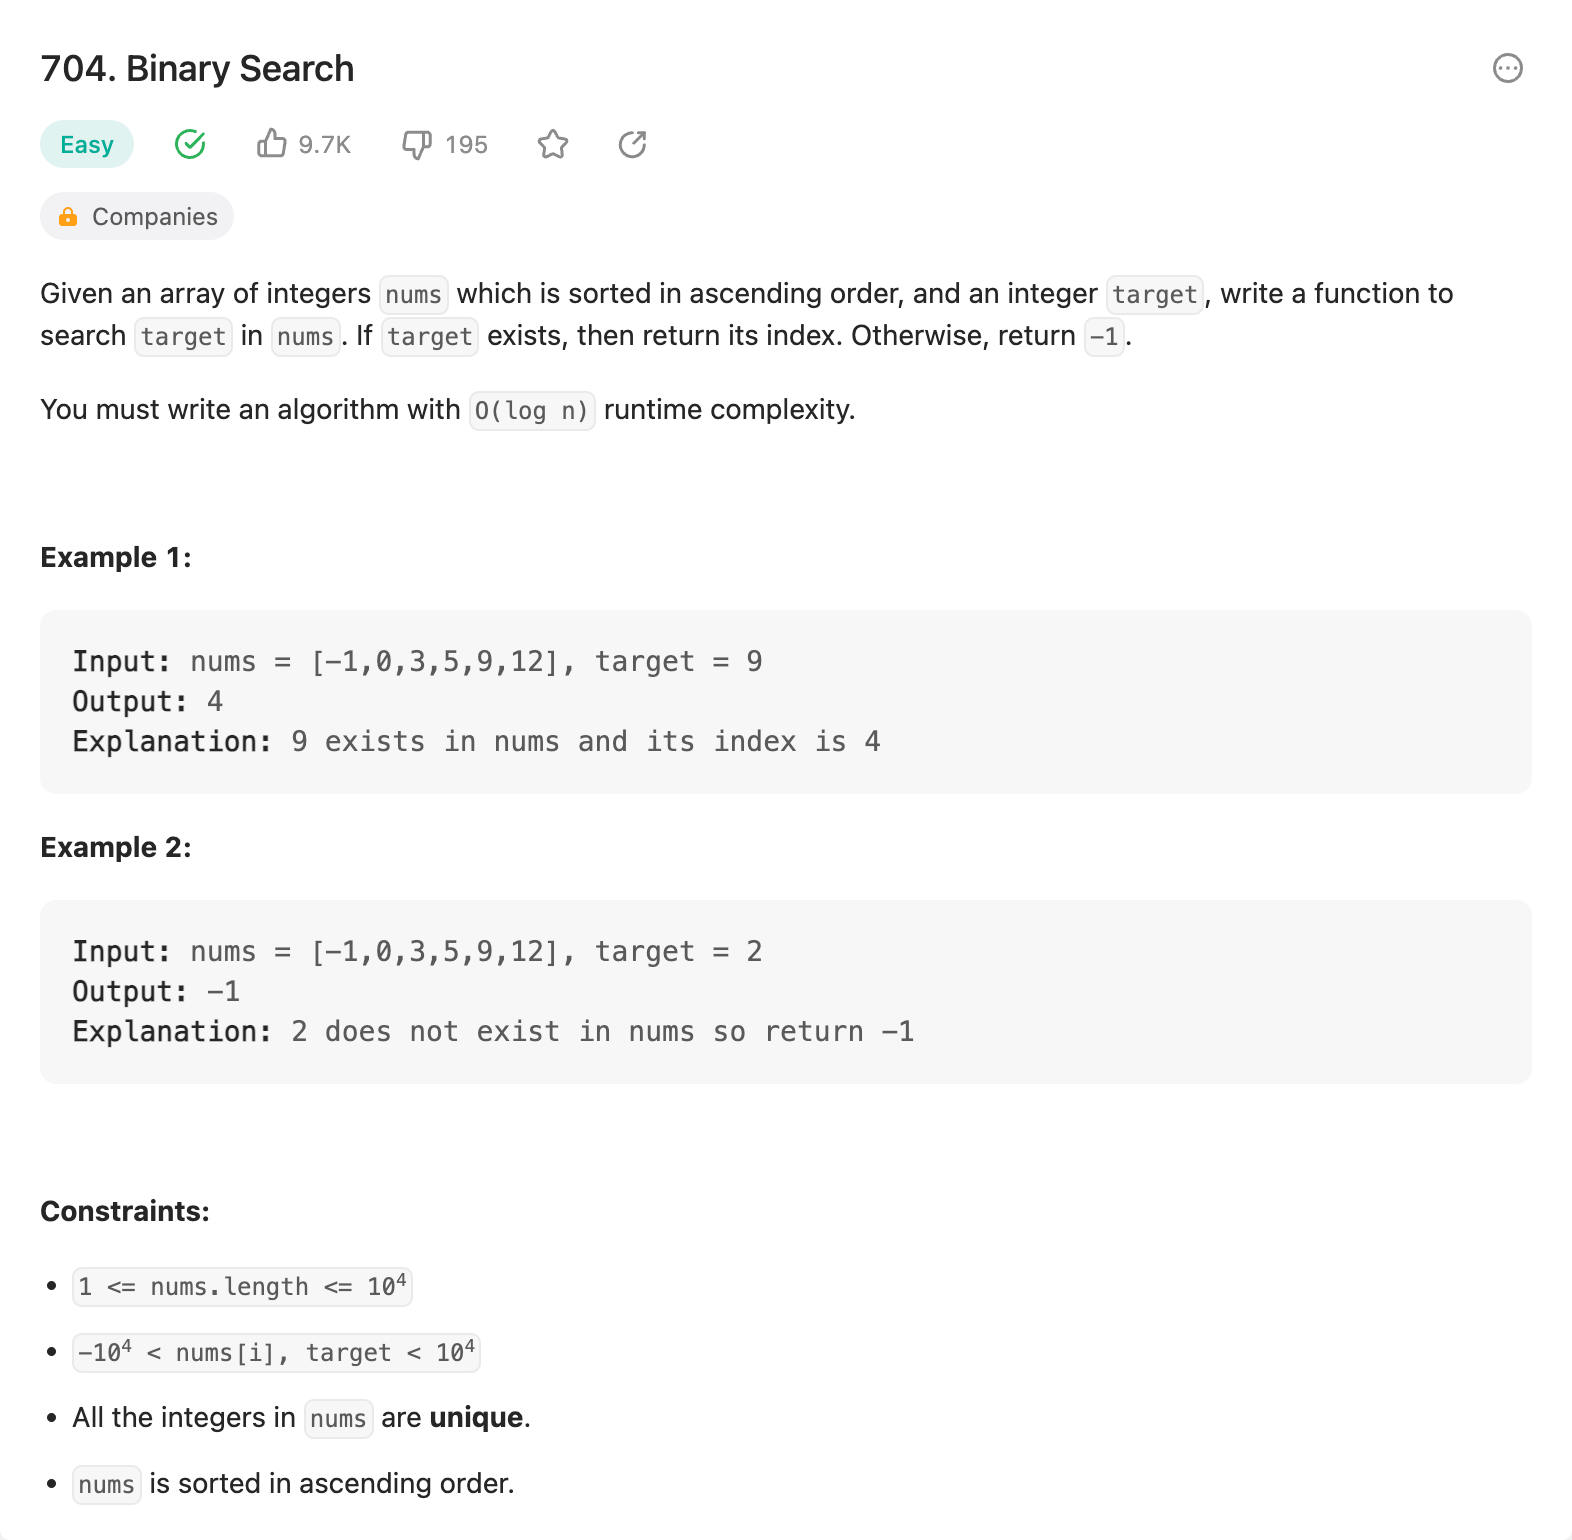 704. Binary Search
Easy 9.7K 195
Companies
Given an array of integers nums which is sorted in ascending order, and an integer target, write a function to
search target in nums. If target exists, then return its index. Otherwise, return -1.
You must write an algorithm with O(log n) runtime complexity.
Example 1:
Input: nums = [-1,0,3,5,9,12], target = 9
Output: 4
Explanation: 9 exists in nums and its index is 4
Example 2:
Input: nums = [-1,0,3,5,9,12], target = 2
Output: -1
Explanation: 2 does not exist in nums so return -1
Constraints:
• 1 <= nums.length <= 10⁴
• -10⁴ < nums[i], target < 10⁴
• All the integers in nums are unique.
• nums is sorted in ascending order.